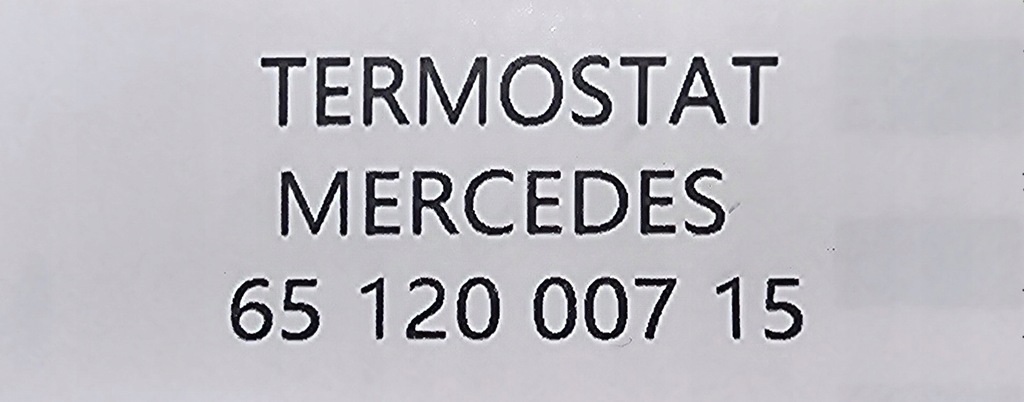 TERMOSTAT
MERCEDES
65 120 007 15